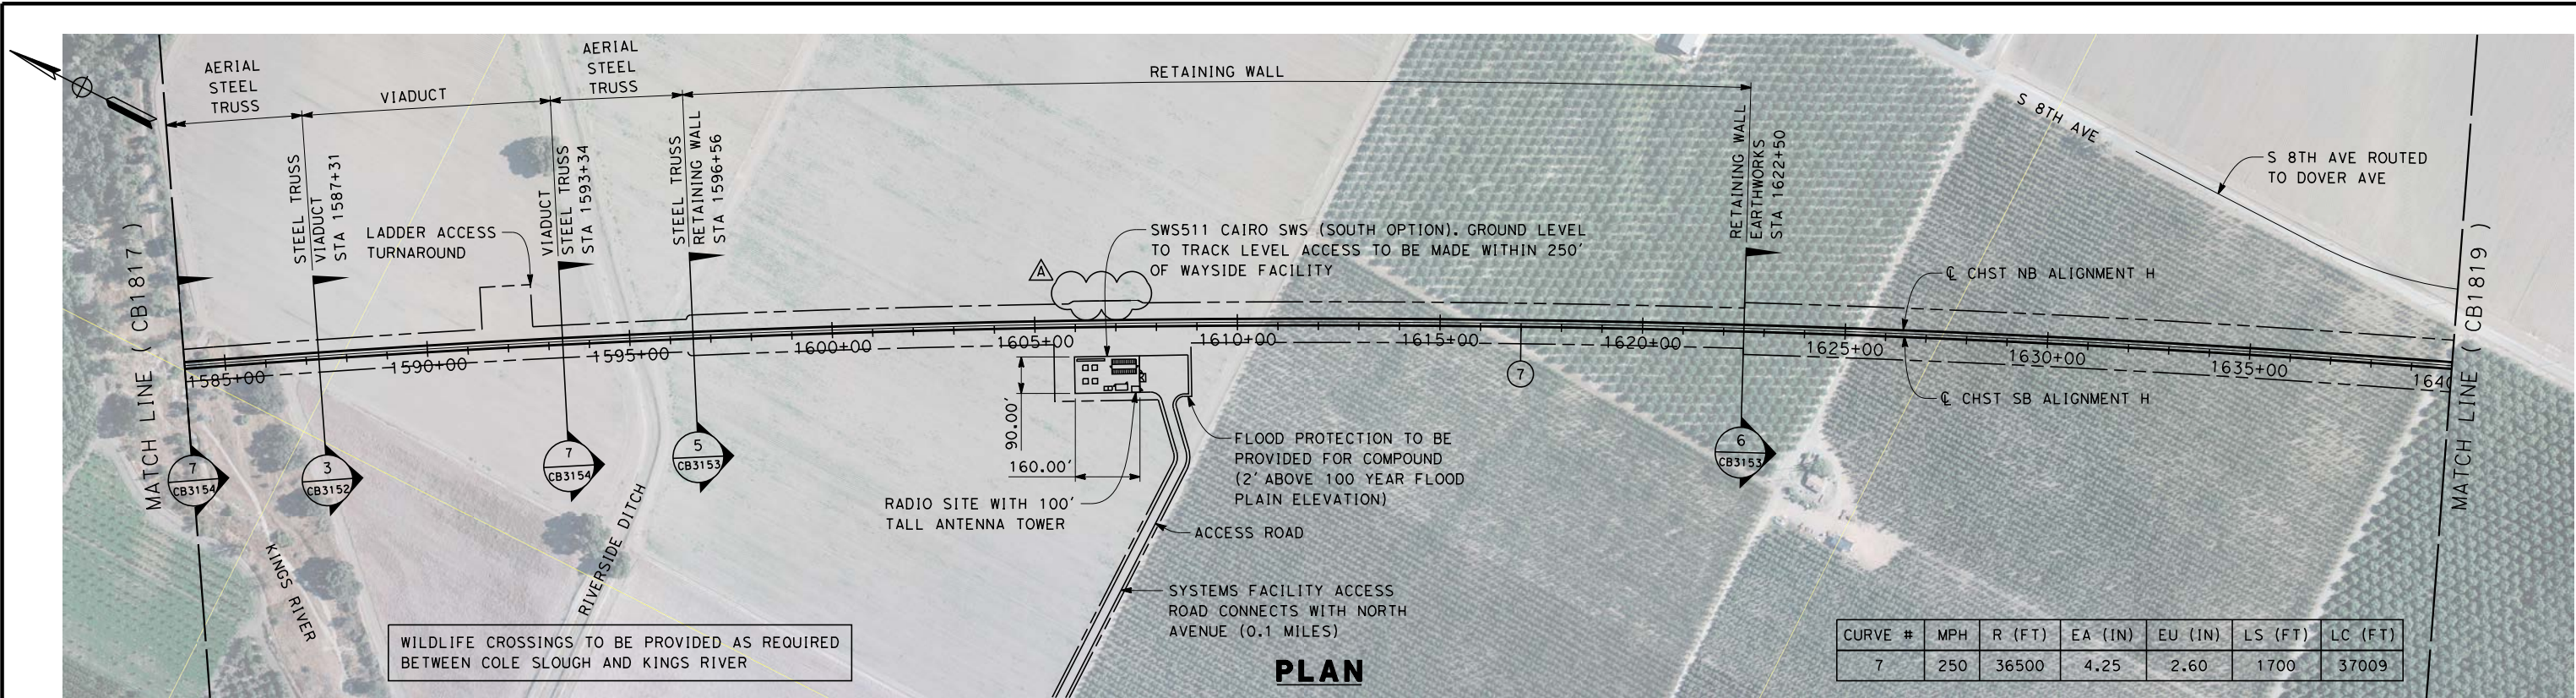 AERIAL
STEEL
TRUSS
VIADUCT
AERIAL
STEEL
TRUSS
RETAINING WALL
STEEL TRUSS
VIADUCT
STA 1587+31
LADDER ACCESS
TURNAROUND
VIADUCT
STEEL TRUSS
STA 1593+34
STEEL TRUSS
RETAINING WALL
STA 1596+56
A
SWS511 CAIRO SWS (SOUTH OPTION). GROUND LEVEL
TO TRACK LEVEL ACCESS TO BE MADE WITHIN 250'
OF WAYSIDE FACILITY
RETAINING WALL
EARTHWORKS
STA 1622+50
S 8TH AVE
S 8TH AVE ROUTED
TO DOVER AVE
℄ CHST NB ALIGNMENT H
MATCH LINE ( CB1817 )
1585+00
1590+00
1595+00
1600+00
1605+00
1610+00
1615+00
1620+00
1625+00
1630+00
1635+00
1640
7
℄ CHST SB ALIGNMENT H
MATCH LINE ( CB1819 )
90.00'
160.00'
7
CB3154
3
CB3152
7
CB3154
5
CB3153
6
CB3153
FLOOD PROTECTION TO BE
PROVIDED FOR COMPOUND
(2' ABOVE 100 YEAR FLOOD
PLAIN ELEVATION)
RADIO SITE WITH 100'
TALL ANTENNA TOWER
ACCESS ROAD
KINGS RIVER
RIVERSIDE DITCH
SYSTEMS FACILITY ACCESS
ROAD CONNECTS WITH NORTH
AVENUE (0.1 MILES)
WILDLIFE CROSSINGS TO BE PROVIDED AS REQUIRED
BETWEEN COLE SLOUGH AND KINGS RIVER
PLAN
CURVE # MPH R (FT) EA (IN) EU (IN) LS (FT) LC (FT)
7 250 36500 4.25 2.60 1700 37009